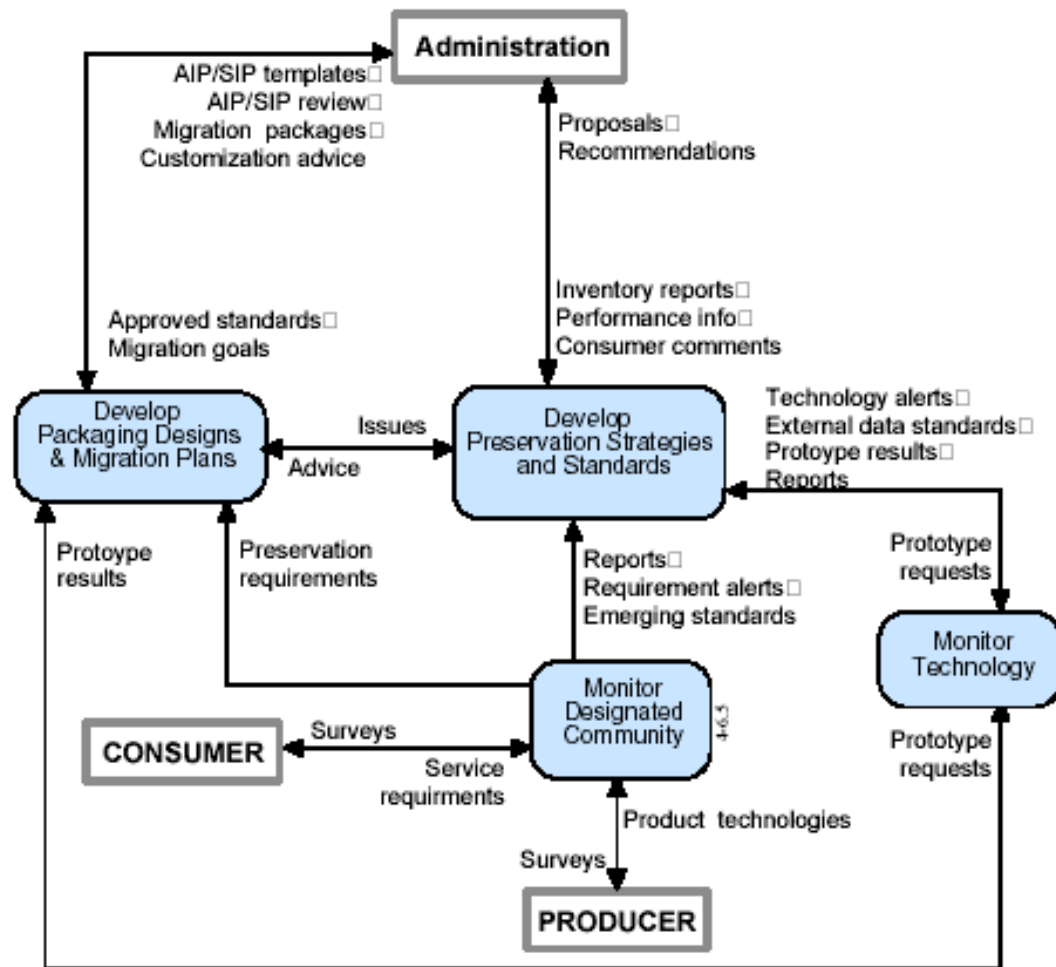 Administration
AIP/SIP templates□
AIP/SIP review□
Migration packages□
Customization advice
Proposals□
Recommendations
Inventory reports□
Performance info□
Consumer comments
Approved standards□
Migration goals
Develop
Packaging Designs
& Migration Plans
Issues
Advice
Develop
Preservation Strategies
and Standards
Technology alerts□
External data standards□
Protoype results□
Reports
Protoype
results
Preservation
requirements
Reports□
Requirement alerts□
Emerging standards
Prototype
requests
Monitor
Technology
Monitor
Designated
Community
4-6.5
Prototype
requests
CONSUMER
Surveys
Service
requirments
Product technologies
Surveys
PRODUCER